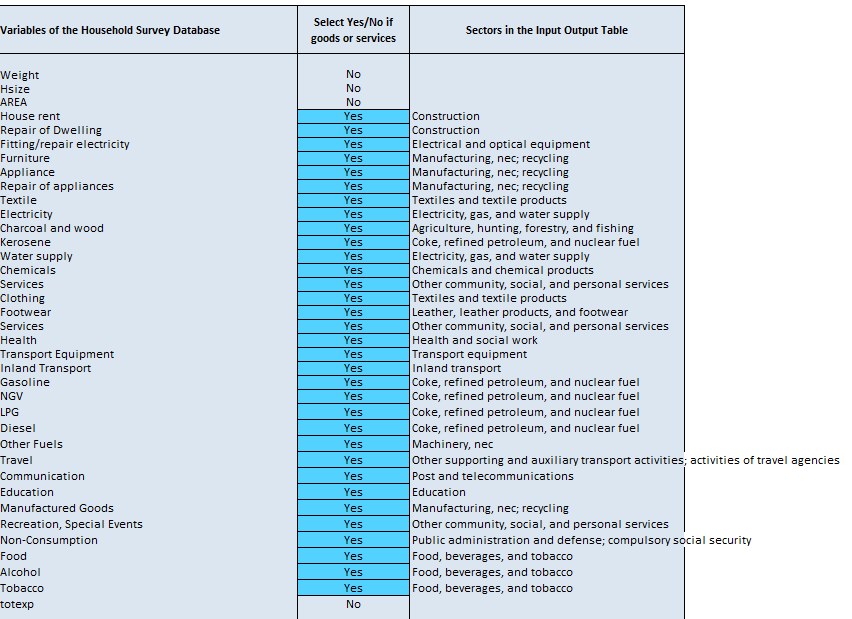 Variables of the Household Survey Database Select Yes/No if goods or services Sectors in the Input Output Table
Weight No
Hsize No
AREA No
House rent Yes Construction
Repair of Dwelling Yes Construction
Fitting/repair electricity Yes Electrical and optical equipment
Furniture Yes Manufacturing, nec; recycling
Appliance Yes Manufacturing, nec; recycling
Repair of appliances Yes Manufacturing, nec; recycling
Textile Yes Textiles and textile products
Electricity Yes Electricity, gas, and water supply
Charcoal and wood Yes Agriculture, hunting, forestry, and fishing
Kerosene Yes Coke, refined petroleum, and nuclear fuel
Water supply Yes Electricity, gas, and water supply
Chemicals Yes Chemicals and chemical products
Services Yes Other community, social, and personal services
Clothing Yes Textiles and textile products
Footwear Yes Leather, leather products, and footwear
Services Yes Other community, social, and personal services
Health Yes Health and social work
Transport Equipment Yes Transport equipment
Inland Transport Yes Inland transport
Gasoline Yes Coke, refined petroleum, and nuclear fuel
NGV Yes Coke, refined petroleum, and nuclear fuel
LPG Yes Coke, refined petroleum, and nuclear fuel
Diesel Yes Coke, refined petroleum, and nuclear fuel
Other Fuels Yes Machinery, nec
Travel Yes Other supporting and auxiliary transport activities; activities of travel agencies
Communication Yes Post and telecommunications
Education Yes Education
Manufactured Goods Yes Manufacturing, nec; recycling
Recreation, Special Events Yes Other community, social, and personal services
Non-Consumption Yes Public administration and defense; compulsory social security
Food Yes Food, beverages, and tobacco
Alcohol Yes Food, beverages, and tobacco
Tobacco Yes Food, beverages, and tobacco
totexp No